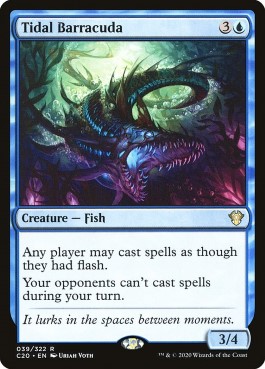 Tidal Barracuda 3
Creature — Fish
Any player may cast spells as though
they had flash.
Your opponents can't cast spells
during your turn.
It lurks in the spaces between moments.
3/4
039/322 R
C20 • EN Uriah Voth
™ & © 2020 Wizards of the Coast